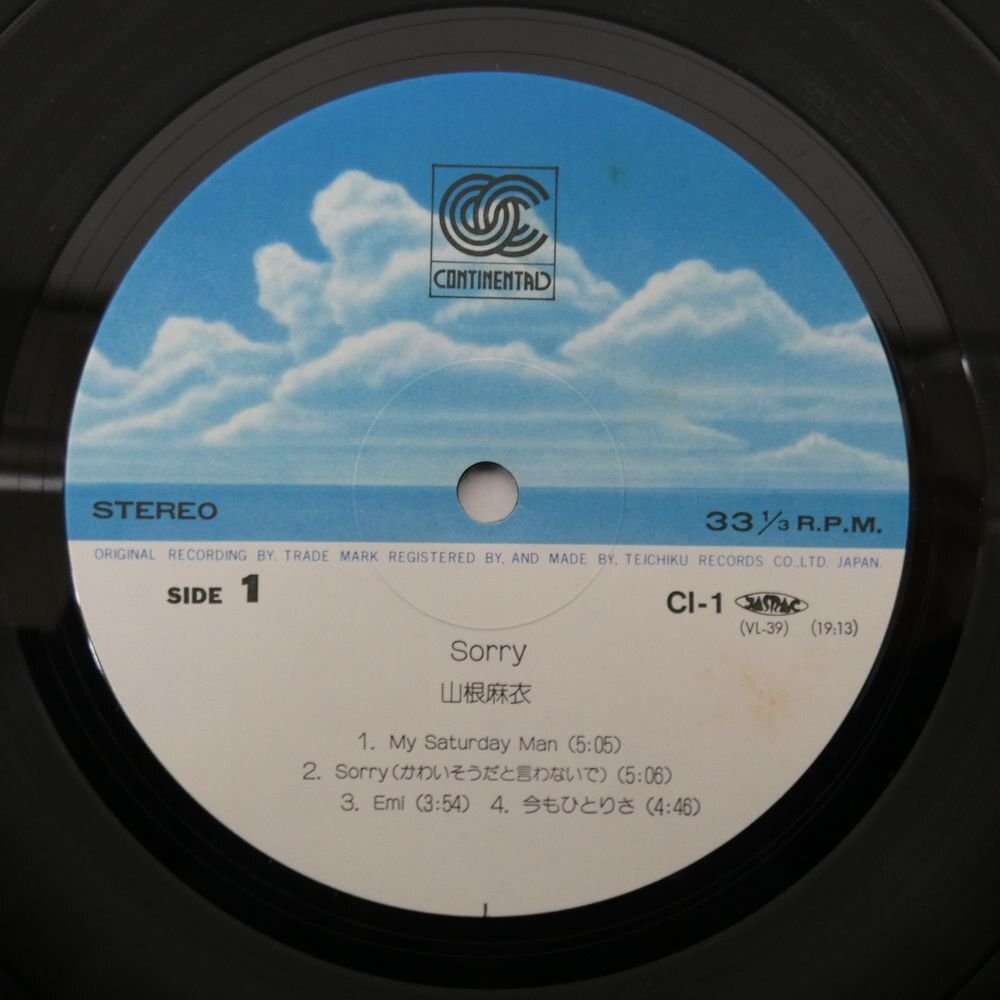 CONTINENTAL
STEREO
33 1/3 R.P.M.
ORIGINAL RECORDING BY. TRADE MARK REGISTERED BY, AND MADE BY, TEICHIKU RECORDS CO.,LTD. JAPAN.
SIDE 1
CI-1 JASRAC
(VL-39) (19:13)
Sorry
山根麻衣
1. My Saturday Man (5:05)
2. Sorry(かわいそうだと言わないで) (5:06)
3. Emi (3:54) 4. 今もひとりさ (4:46)